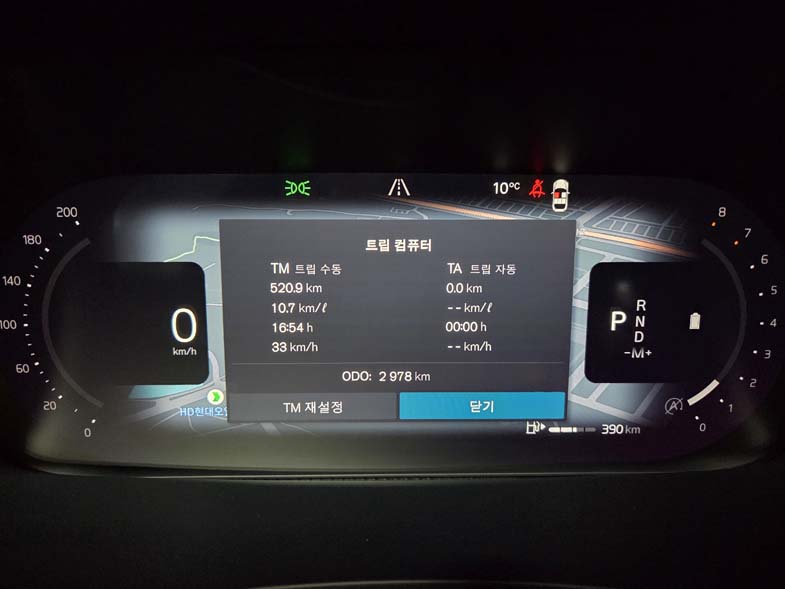 10°C
트립 컴퓨터
TM 트립 수동
520.9 km
10.7 km/ℓ
16:54 h
33 km/h
TA 트립 자동
0.0 km
-- km/ℓ
00:00 h
-- km/h
ODO: 2 978 km
TM 재설정
닫기
200
180
140
100
60
20
0
0
km/h
P
R
N
D
-M+
8
7
6
5
4
3
2
1
0
A
390 km